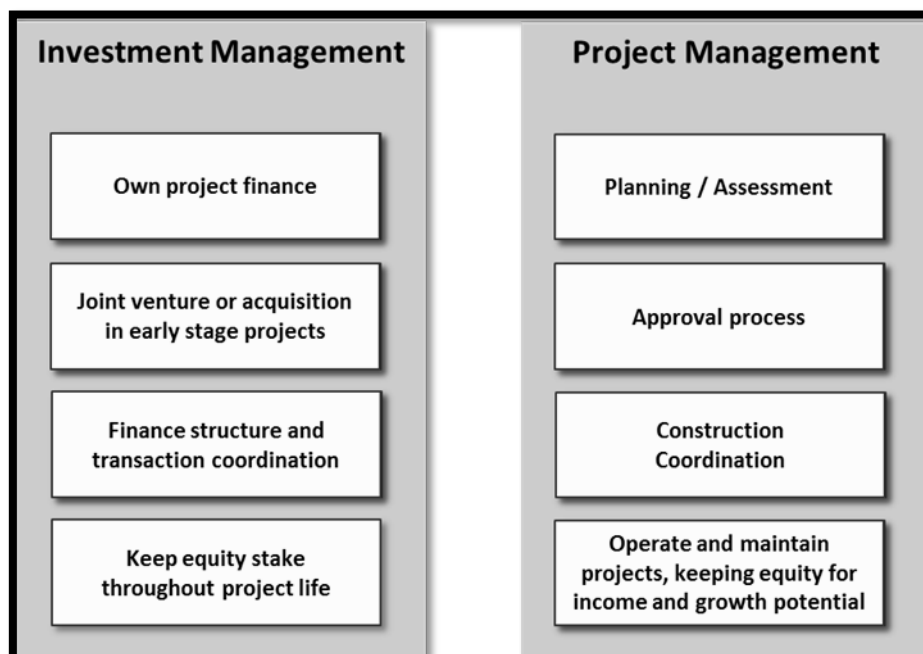 Investment Management
Own project finance
Joint venture or acquisition
in early stage projects
Finance structure and
transaction coordination
Keep equity stake
throughout project life
Project Management
Planning / Assessment
Approval process
Construction
Coordination
Operate and maintain
projects, keeping equity for
income and growth potential